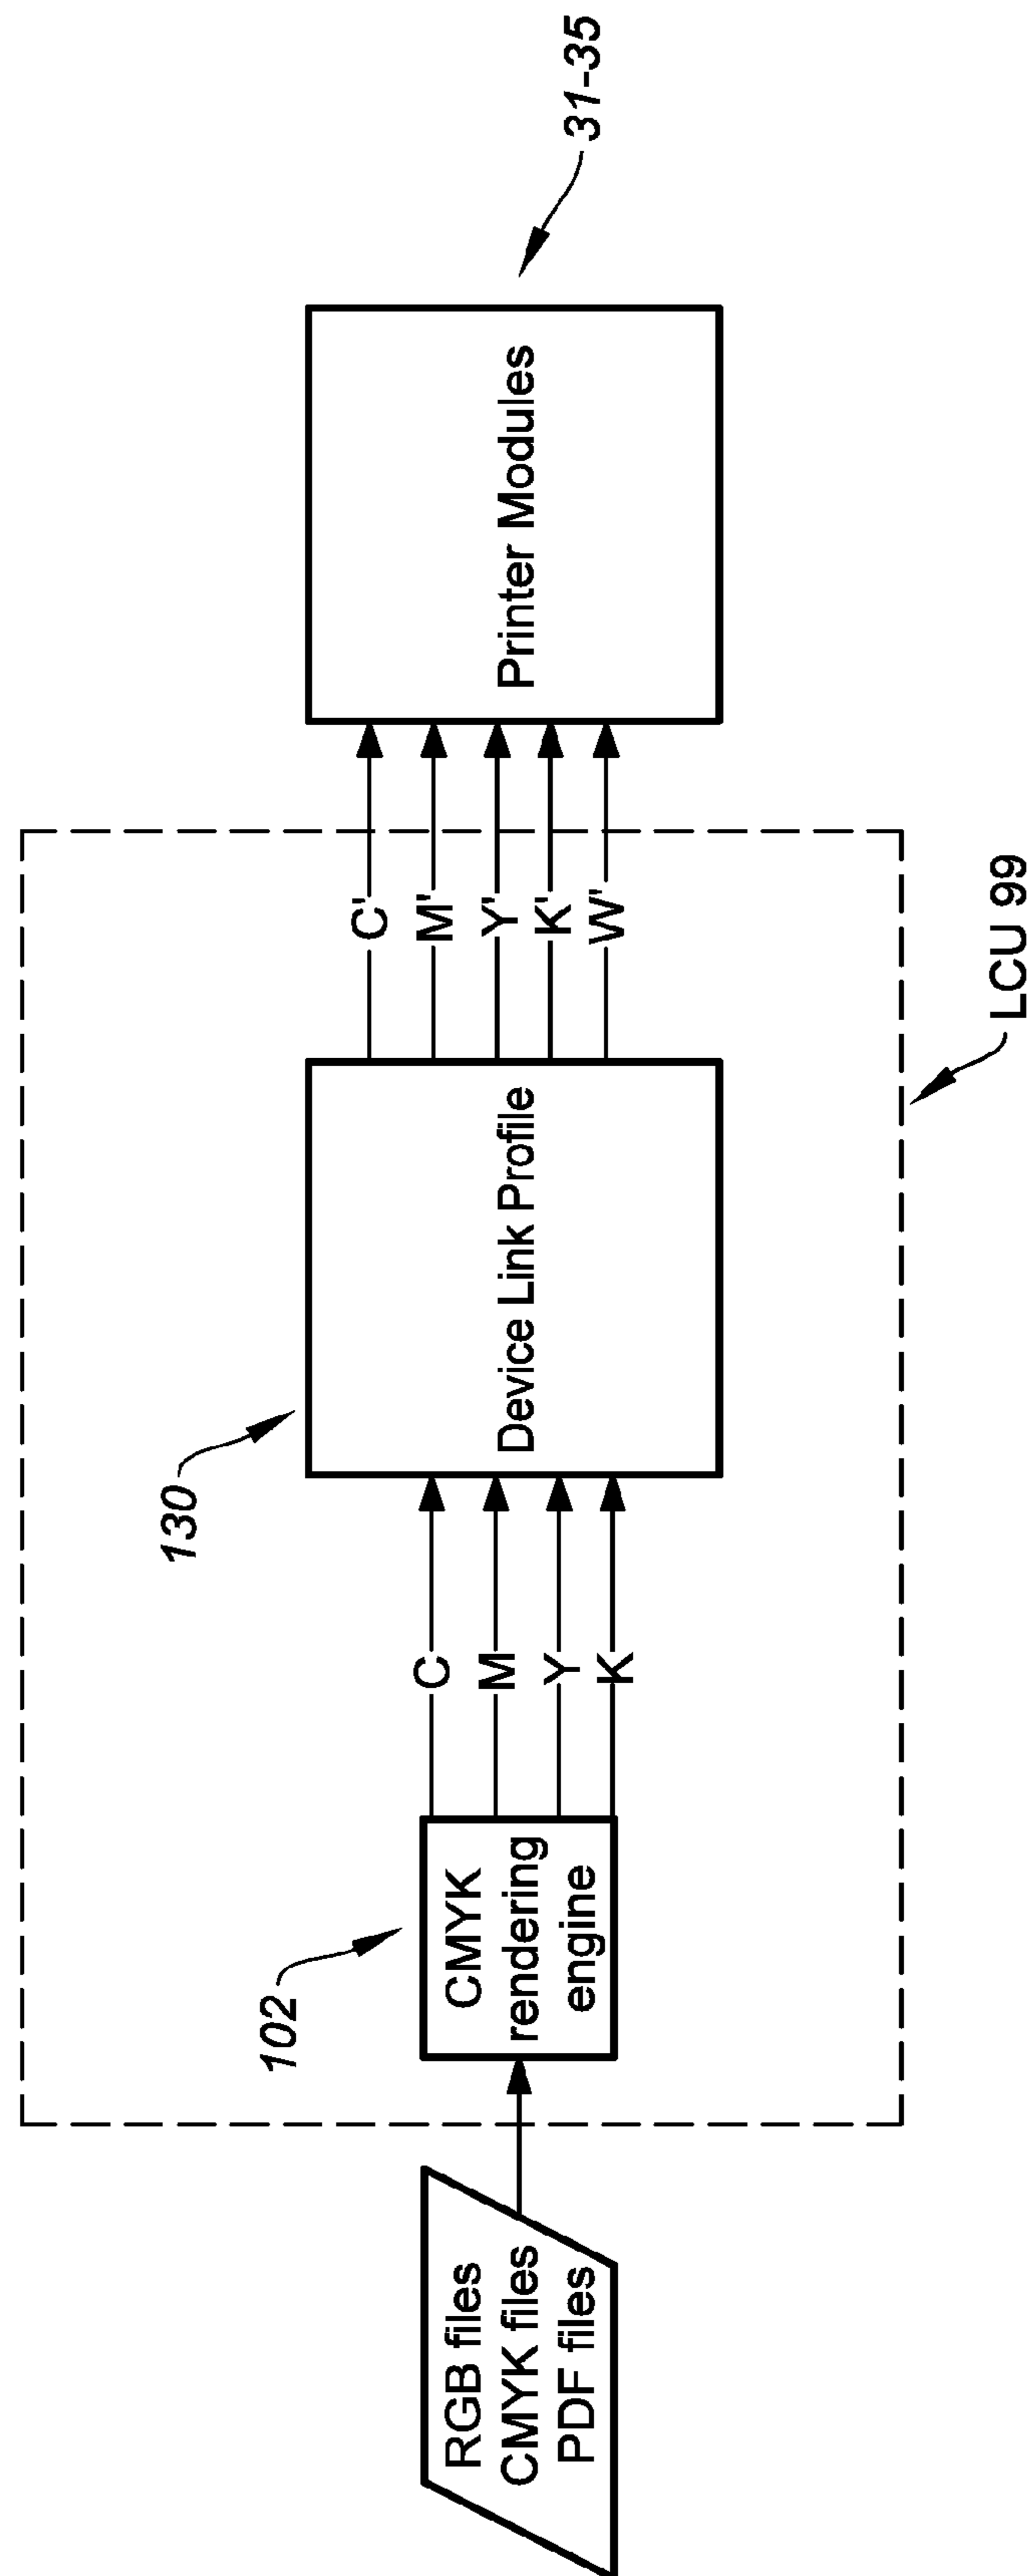 RGB files
CMYK files
PDF files
102
CMYK
rendering
engine
C
M
Y
K
130
Device Link Profile
C'
M'
Y'
K'
W'
LCU 99
Printer Modules
31-35